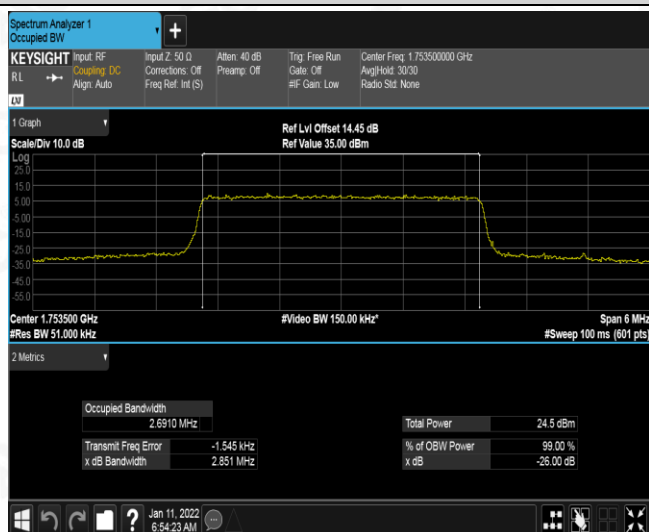 Spectrum Analyzer 1
Occupied BW
+
KEYSIGHT
RL
LXI
Input: RF
Coupling: DC
Align: Auto
Input Z: 50 Ω
Corrections: Off
Freq Ref: Int (S)
Atten: 40 dB
Preamp: Off
Trig: Free Run
Gate: Off
#IF Gain: Low
Center Freq: 1.753500000 GHz
Avg|Hold: 30/30
Radio Std: None
1 Graph
Scale/Div 10.0 dB
Ref Lvl Offset 14.45 dB
Ref Value 35.00 dBm
Log
25.0
15.0
5.00
-5.00
-15.0
-25.0
-35.0
-45.0
-55.0
Center 1.753500 GHz
#Res BW 51.000 kHz
#Video BW 150.00 kHz*
Span 6 MHz
#Sweep 100 ms (601 pts)
2 Metrics
Occupied Bandwidth
2.6910 MHz
Total Power 24.5 dBm
Transmit Freq Error -1.545 kHz
% of OBW Power 99.00 %
x dB Bandwidth 2.851 MHz
x dB -26.00 dB
?
Jan 11, 2022
6:54:23 AM